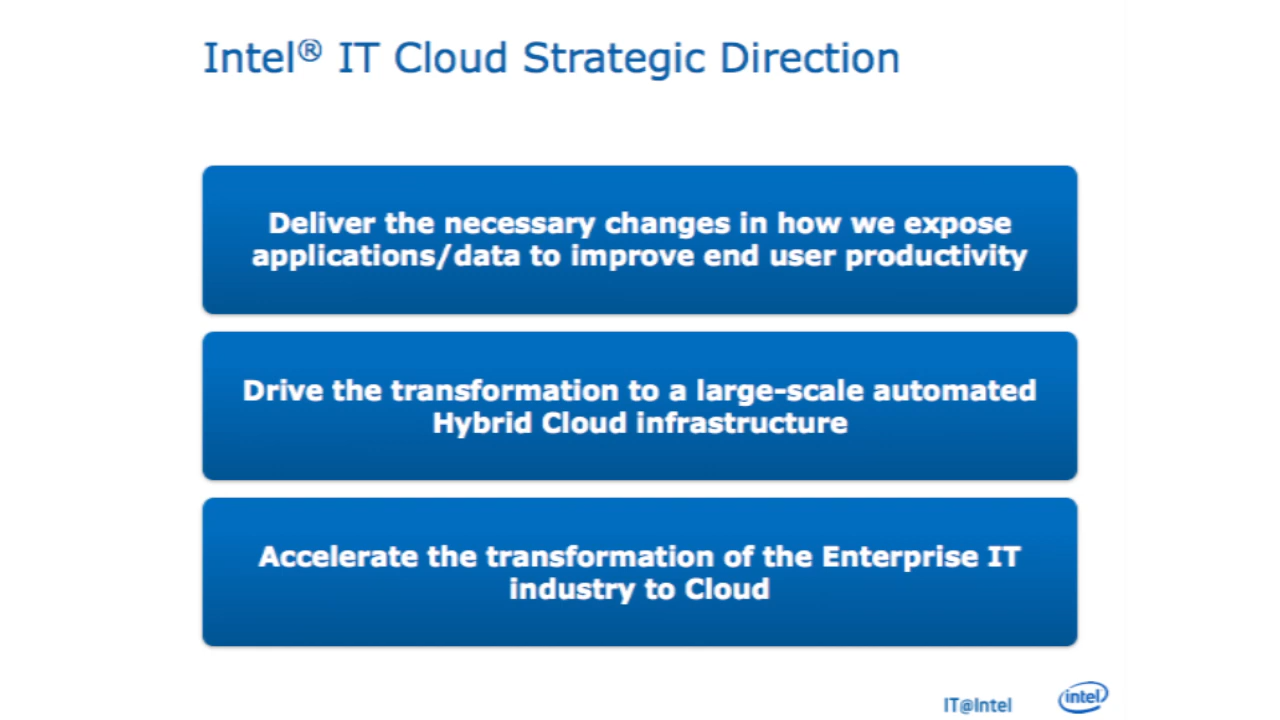 Intel® IT Cloud Strategic Direction
Deliver the necessary changes in how we expose
applications/data to improve end user productivity
Drive the transformation to a large-scale automated
Hybrid Cloud infrastructure
Accelerate the transformation of the Enterprise IT
industry to Cloud
IT@Intel
intel